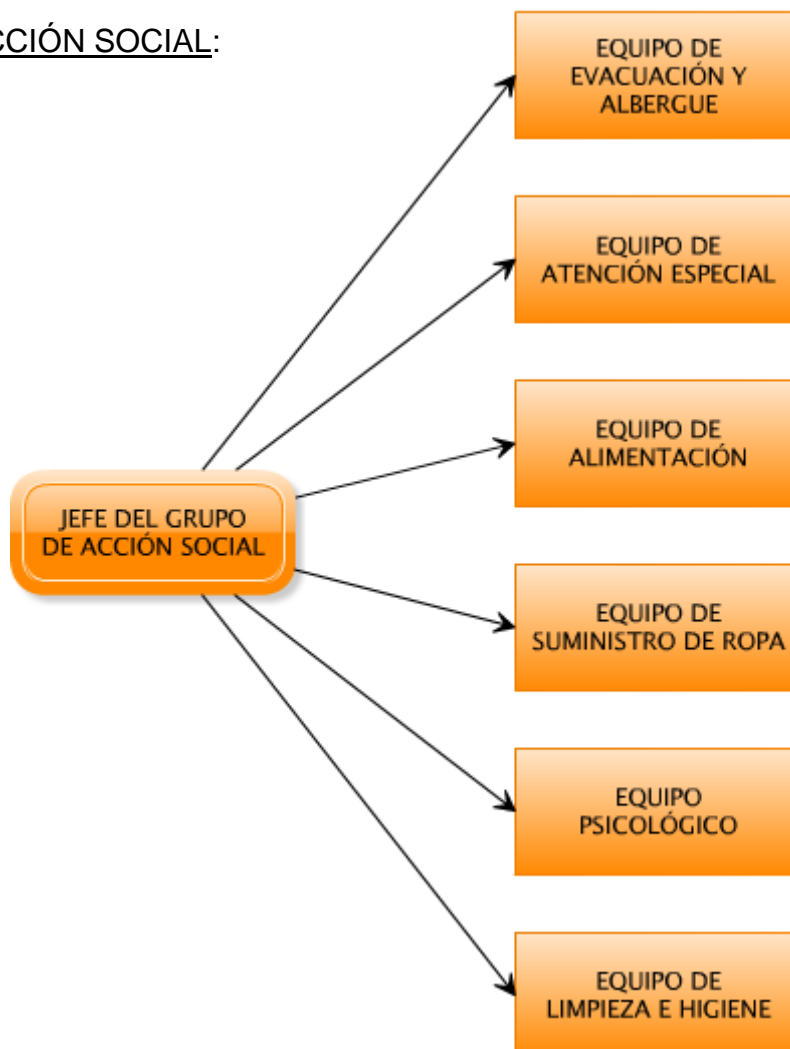 CCIÓN SOCIAL:
EQUIPO DE
EVACUACIÓN Y
ALBERGUE
EQUIPO DE
ATENCIÓN ESPECIAL
EQUIPO DE
ALIMENTACIÓN
JEFE DEL GRUPO
DE ACCIÓN SOCIAL
EQUIPO DE
SUMINISTRO DE ROPA
EQUIPO
PSICOLÓGICO
EQUIPO DE
LIMPIEZA E HIGIENE